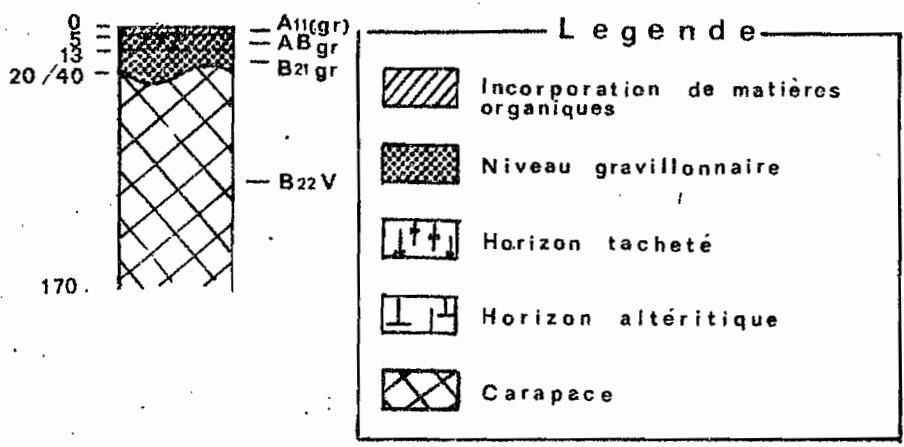 0
5
13
20/40
170
A11(gr)
AB gr
B21 gr
B22 V
Legende
Incorporation de matières
organiques
Niveau gravillonnaire
Horizon tacheté
Horizon altéritique
Carapace